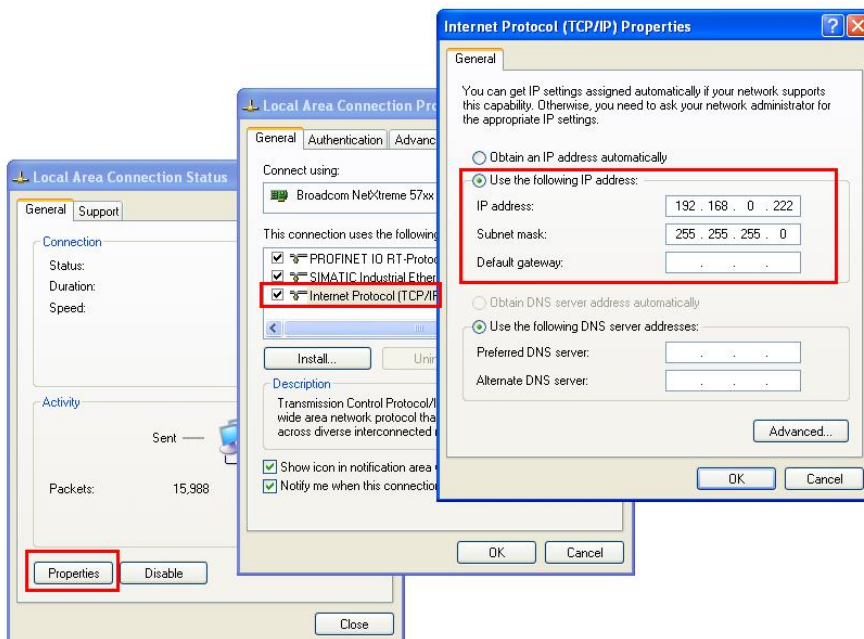 Local Area Connection Status
General
Support
Connection
Status:
Duration:
Speed:
Activity
Sent
Packets:
15,988
Properties
Disable
Close
Local Area Connection Pro
General
Authentication
Advanc
Connect using:
Broadcom NetXtreme 57xx
This connection uses the following
PROFINET IO RT-Protoc
SIMATIC Industrial Ether
Internet Protocol (TCP/IP
Install...
Unin
Description
Transmission Control Protocol/I
wide area network protocol tha
across diverse interconnected
Show icon in notification area
Notify me when this connection
OK
Cancel
Internet Protocol (TCP/IP) Properties
General
You can get IP settings assigned automatically if your network supports
this capability. Otherwise, you need to ask your network administrator for
the appropriate IP settings.
Obtain an IP address automatically
Use the following IP address:
IP address:
192 . 168 . 0 . 222
Subnet mask:
255 . 255 . 255 . 0
Default gateway:
. . .
Obtain DNS server address automatically
Use the following DNS server addresses:
Preferred DNS server:
. . .
Alternate DNS server:
. . .
Advanced...
OK
Cancel